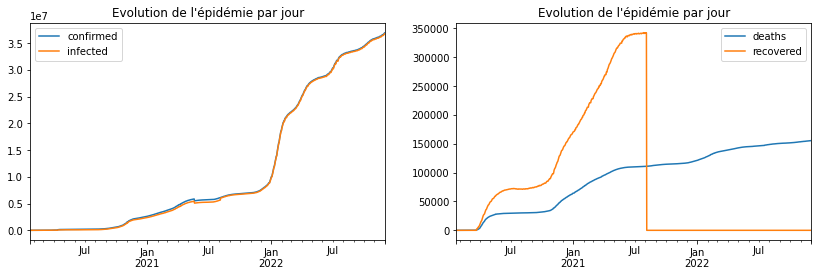 Evolution de l'épidémie par jour
1e7
confirmed
infected
3.5
3.0
2.5
2.0
1.5
1.0
0.5
0.0
Jul
Jan
2021
Jul
Jan
2022
Jul
Evolution de l'épidémie par jour
deaths
recovered
350000
300000
250000
200000
150000
100000
50000
0
Jul
Jan
2021
Jul
Jan
2022
Jul